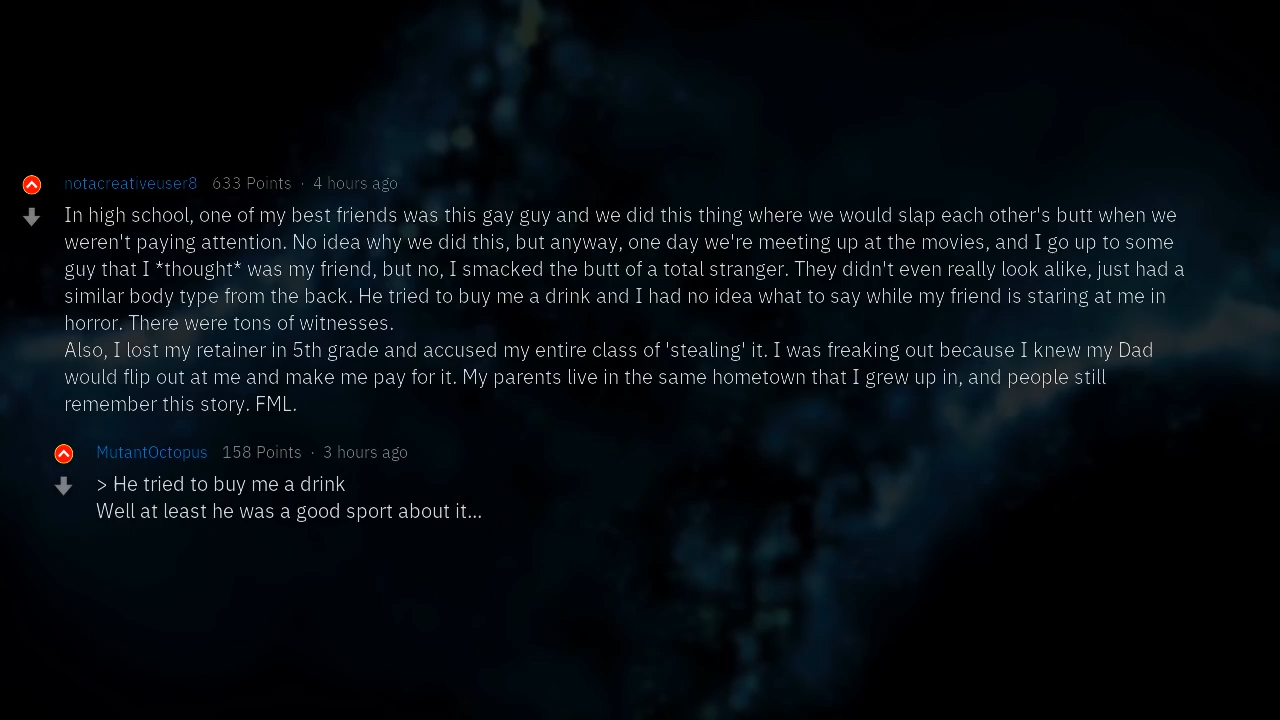 notacreativeuser8 633 Points · 4 hours ago
In high school, one of my best friends was this gay guy and we did this thing where we would slap each other's butt when we
weren't paying attention. No idea why we did this, but anyway, one day we're meeting up at the movies, and I go up to some
guy that I *thought* was my friend, but no, I smacked the butt of a total stranger. They didn't even really look alike, just had a
similar body type from the back. He tried to buy me a drink and I had no idea what to say while my friend is staring at me in
horror. There were tons of witnesses.
Also, I lost my retainer in 5th grade and accused my entire class of 'stealing' it. I was freaking out because I knew my Dad
would flip out at me and make me pay for it. My parents live in the same hometown that I grew up in, and people still
remember this story. FML.
MutantOctopus 158 Points · 3 hours ago
> He tried to buy me a drink
Well at least he was a good sport about it...